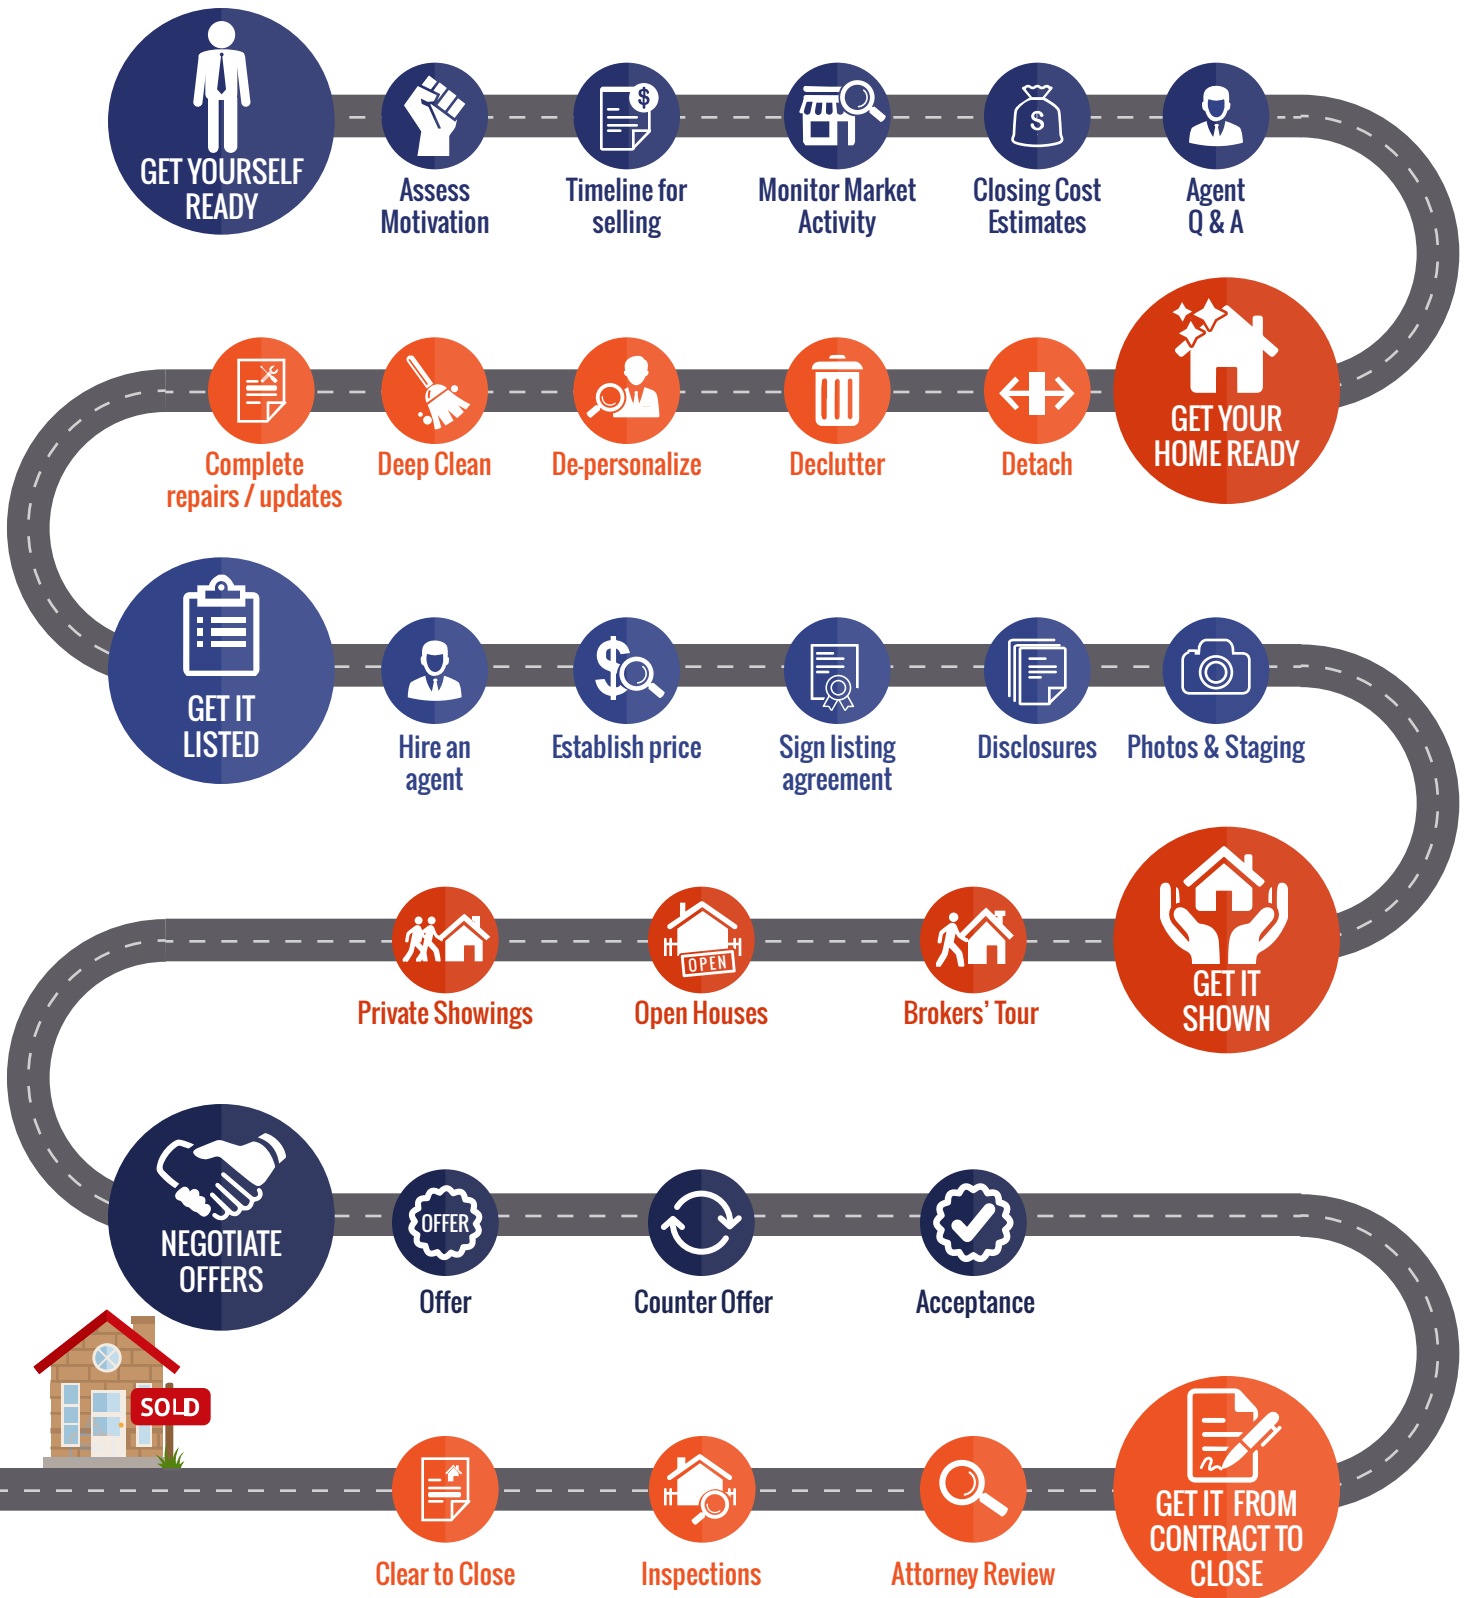 GET YOURSELF
READY
Assess
Motivation
Timeline for
selling
Monitor Market
Activity
Closing Cost
Estimates
Agent
Q & A
GET YOUR
HOME READY
Detach
Declutter
De-personalize
Deep Clean
Complete
repairs / updates
GET IT
LISTED
Hire an
agent
Establish price
Sign listing
agreement
Disclosures
Photos & Staging
GET IT
SHOWN
Brokers’ Tour
OPEN
Open Houses
Private Showings
NEGOTIATE
OFFERS
OFFER
Offer
Counter Offer
Acceptance
GET IT FROM
CONTRACT TO
CLOSE
Attorney Review
Inspections
Clear to Close
SOLD